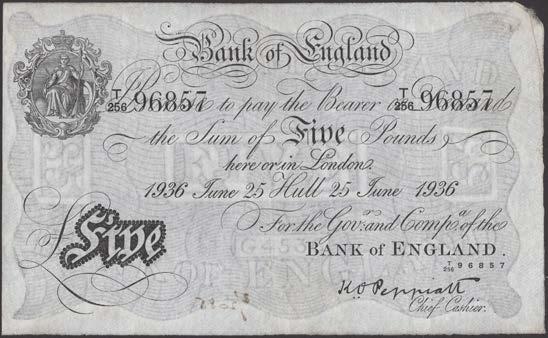 Bank of England
T/256 96857 T/256 96857
I Promise to pay the Bearer on Demand
the Sum of Five Pounds
here or in London.
1936 June 25 Hull 25 June 1936
For the Govr. and Compa. of the
BANK OF ENGLAND.
T/256 96857
£Five
K O Peppiatt
Chief Cashier.